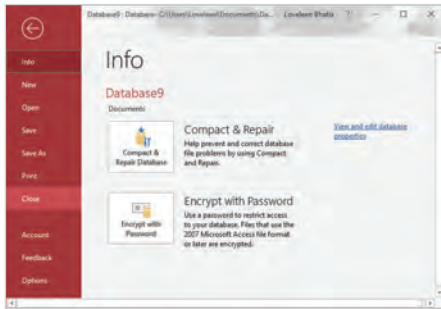 Database9 : Database- C:\Users\Loveleen\Documents\Da... Loveleen Bhatia ?
Info
New
Open
Save
Save As
Print
Close
Account
Feedback
Options
Info
Database9
Documents
Compact &
Repair Database
Compact & Repair
Help prevent and correct database
file problems by using Compact
and Repair.
View and edit database
properties
Encrypt with
Password
Encrypt with Password
Use a password to restrict access
to your database. Files that use the
2007 Microsoft Access file format
or later are encrypted.